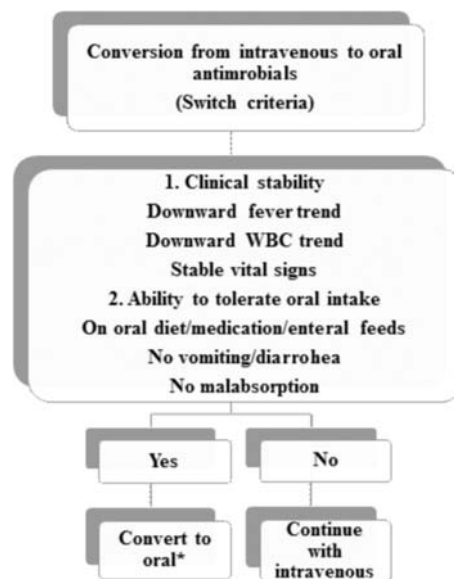 Conversion from intravenous to oral
antimrobials
(Switch criteria)
1. Clinical stability
Downward fever trend
Downward WBC trend
Stable vital signs
2. Ability to tolerate oral intake
On oral diet/medication/enteral feeds
No vomiting/diarrohea
No malabsorption
Yes
No
Convert to
oral*
Continue
with
intravenous